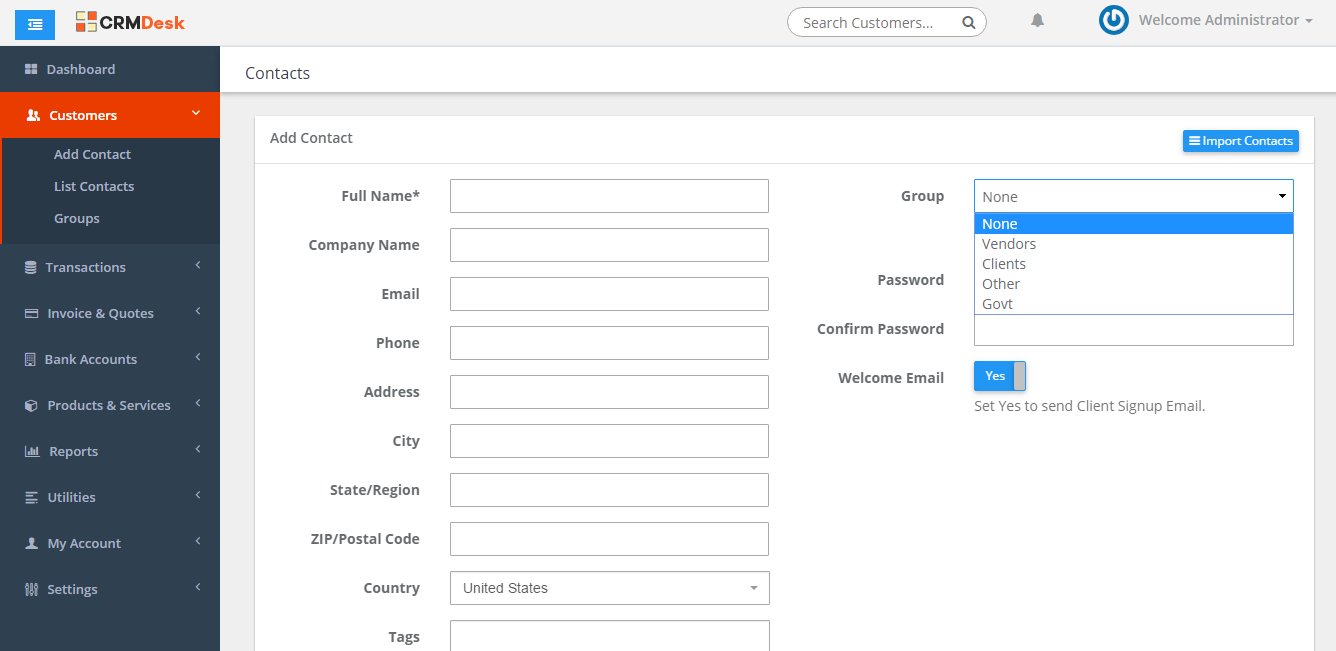 CRMDesk
Search Customers...
Welcome Administrator
Dashboard
Customers
Add Contact
List Contacts
Groups
Transactions
Invoice & Quotes
Bank Accounts
Products & Services
Reports
Utilities
My Account
Settings
Contacts
Add Contact
Import Contacts
Full Name*
Company Name
Email
Phone
Address
City
State/Region
ZIP/Postal Code
Country United States
Tags
Group None
None
Vendors
Clients
Other
Govt
Password
Confirm Password
Welcome Email Yes
Set Yes to send Client Signup Email.